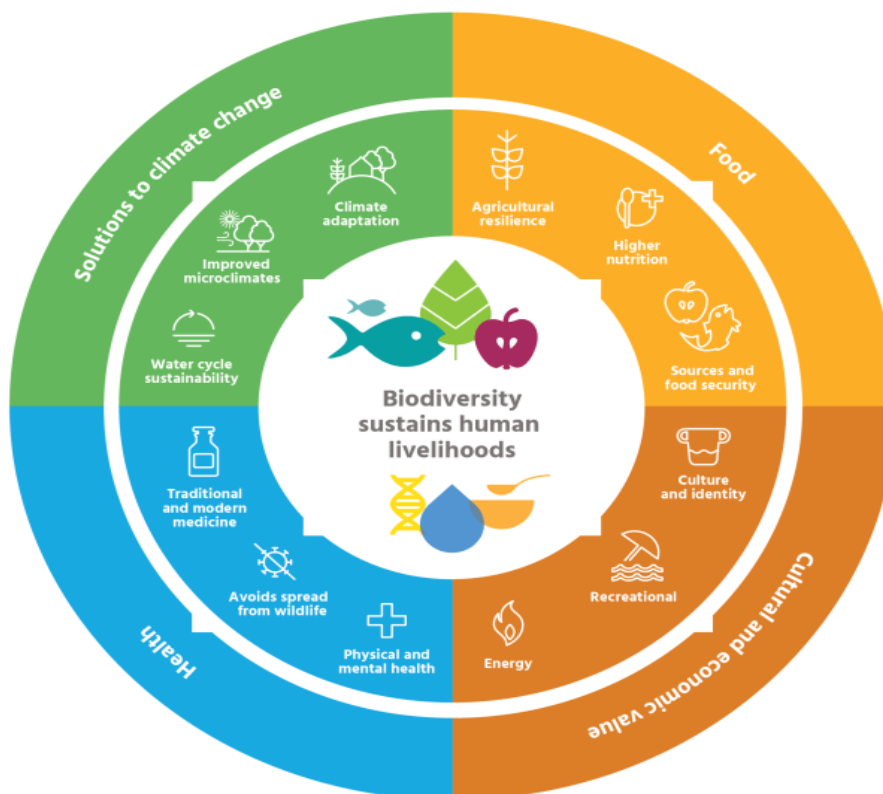 Solutions to climate change
Food
Climate
adaptation
Agricultural
resilience
Improved
microclimates
Higher
nutrition
Water cycle
sustainability
Sources and
food security
Biodiversity
sustains human
livelihoods
Traditional
and modern
medicine
Culture
and identity
Avoids spread
from wildlife
Recreational
Physical and
mental health
Energy
Health
Cultural and economic value